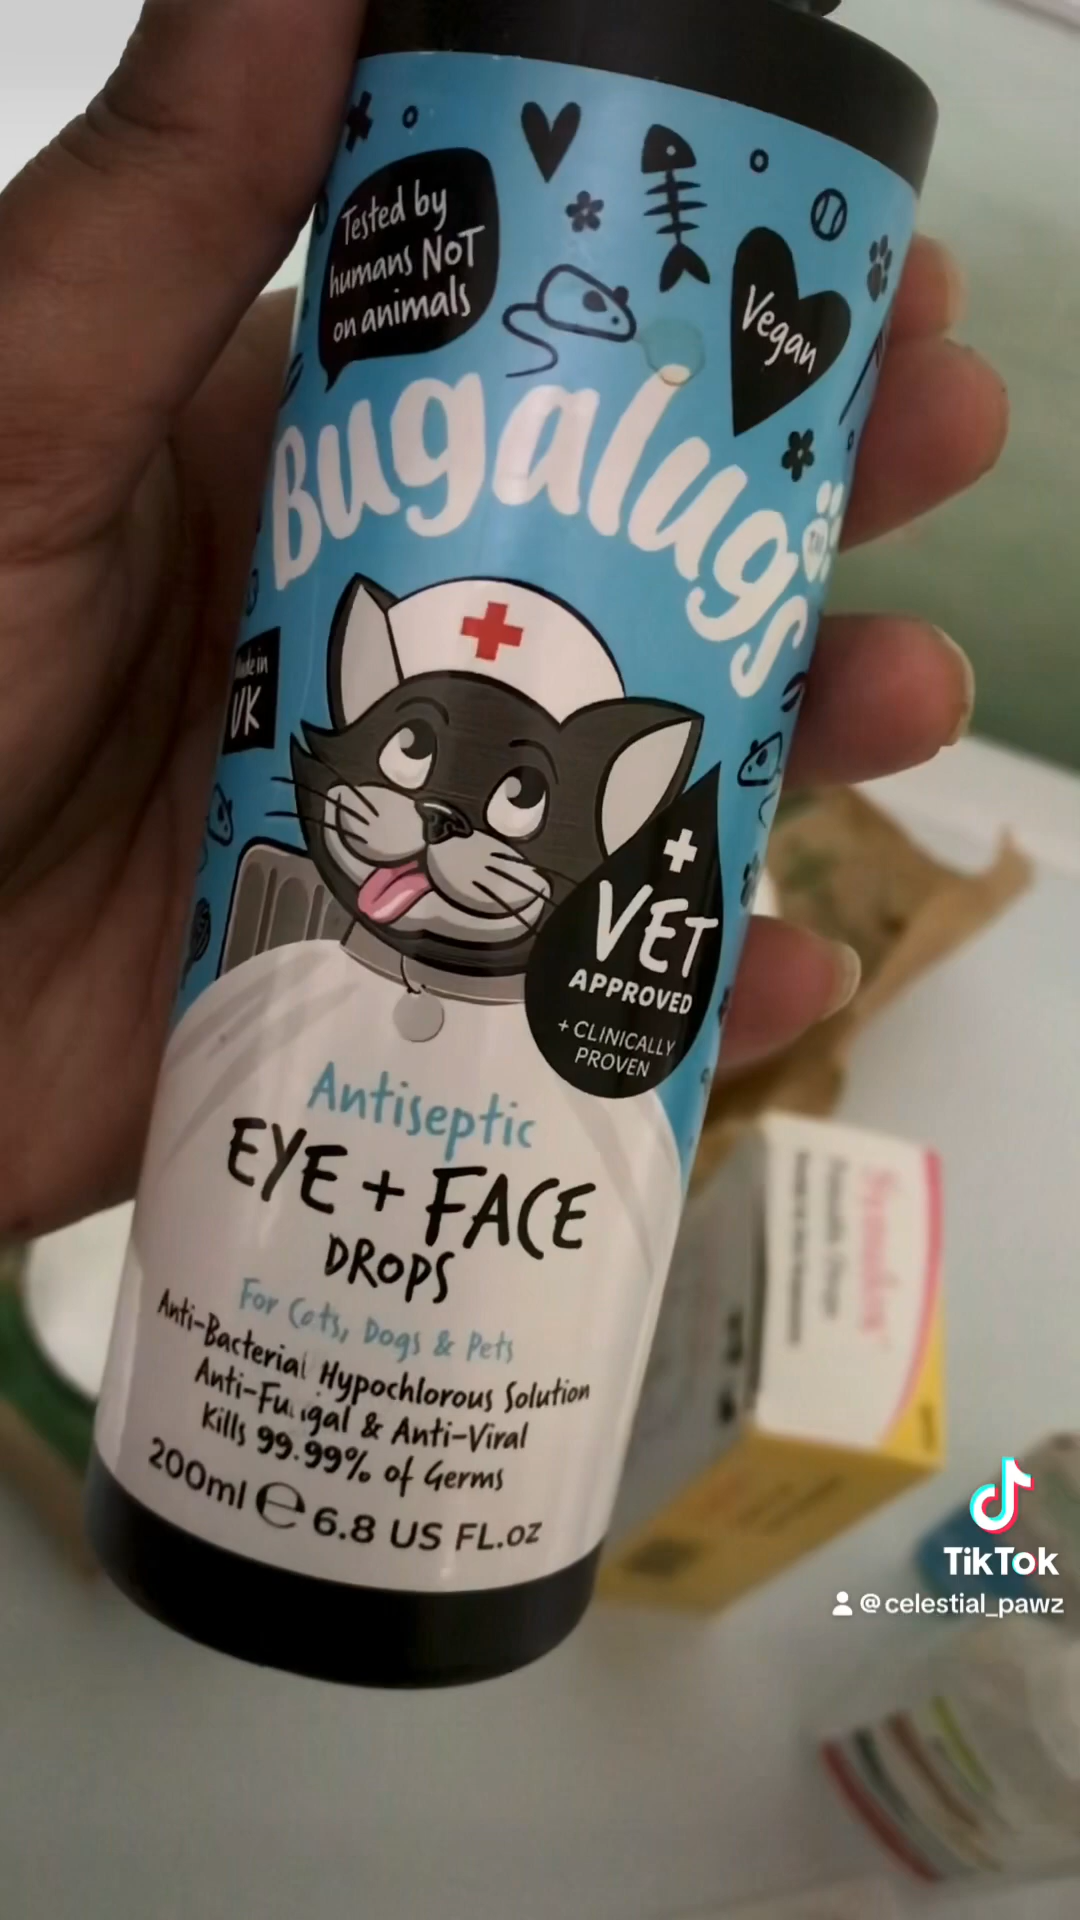 Tested by
humans NOT
on animals
Vegan
Bugalugs
Made in
UK
+ VET
APPROVED
+ CLINICALLY
PROVEN
Antiseptic
EYE + FACE
DROPS
For Cats, Dogs & Pets
Anti-Bacterial Hypochlorous Solution
Anti-Fungal & Anti-Viral
Kills 99.99% of Germs
200ml e 6.8 US FL.oz
TikTok
@celestial_pawz